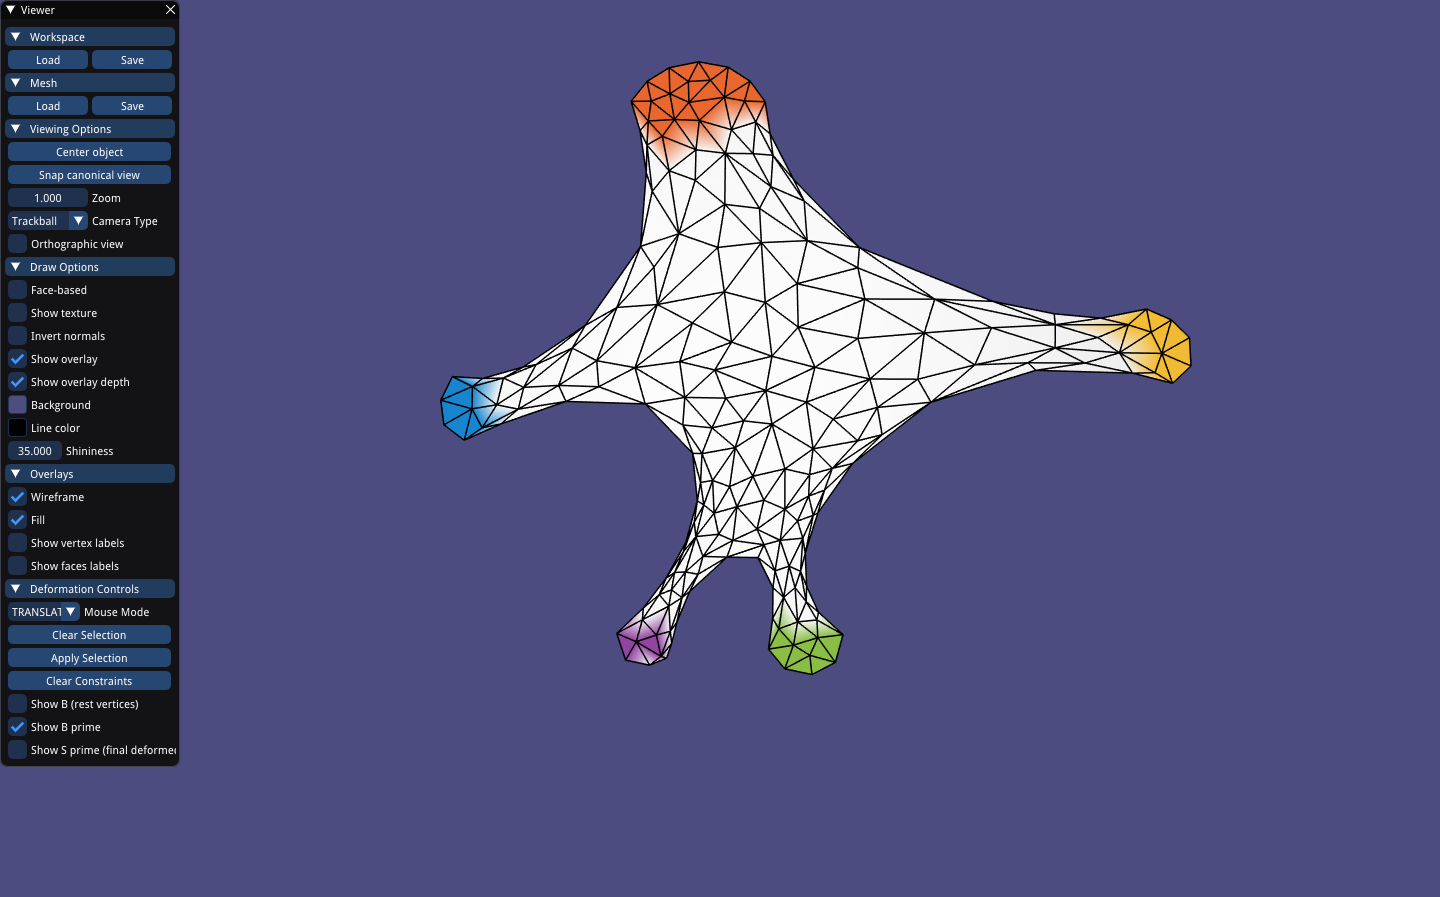 Viewer
Workspace
Load Save
Mesh
Load Save
Viewing Options
Center object
Snap canonical view
1.000 Zoom
Trackball Camera Type
Orthographic view
Draw Options
Face-based
Show texture
Invert normals
Show overlay
Show overlay depth
Background
Line color
35.000 Shininess
Overlays
Wireframe
Fill
Show vertex labels
Show faces labels
Deformation Controls
TRANSLAT Mouse Mode
Clear Selection
Apply Selection
Clear Constraints
Show B (rest vertices)
Show B prime
Show S prime (final deforme